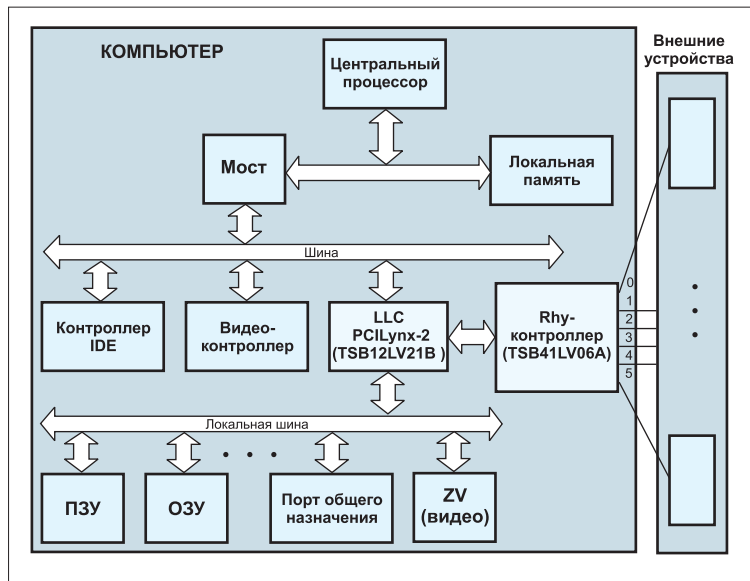 КОМПЬЮТЕР
Внешние
устройства
Центральный
процессор
Мост
Локальная
память
Шина
Контроллер
IDE
Видео-
контроллер
LLC
PCILynx-2
(TSB12LV21B )
Rhy-
контроллер
(TSB41LV06A)
0
1
2
3
4
5
Локальная шина
ПЗУ
ОЗУ
Порт общего
назначения
ZV
(видео)